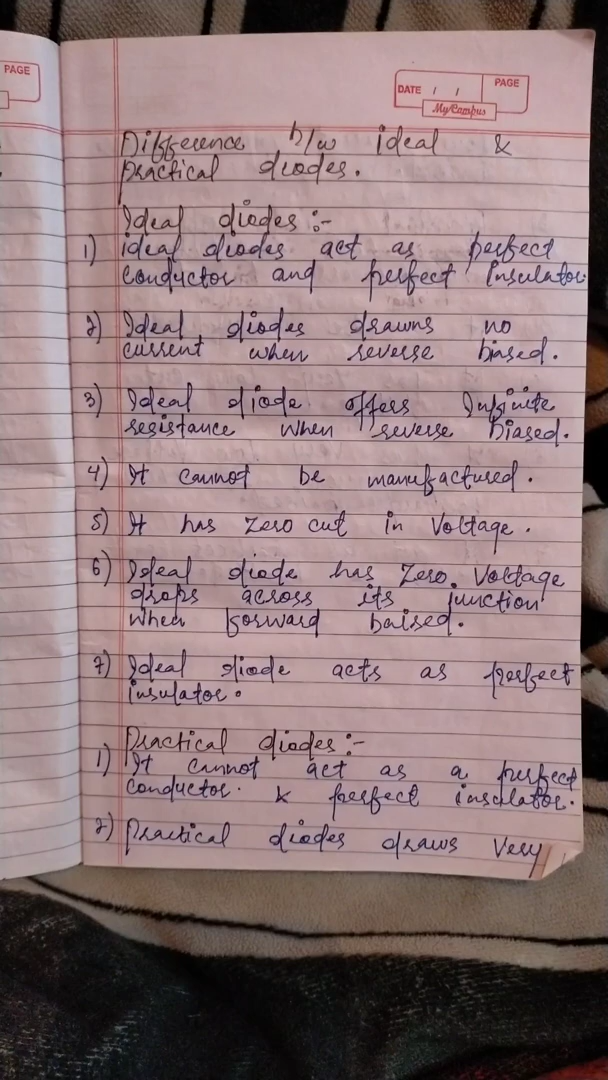 PAGE
DATE / / PAGE
MyCampus
Difference b/w ideal &
practical diodes.
Ideal diodes :-
1) ideal diodes act as perfect
conductor and perfect insulator.
2) Ideal diodes drawns no
current when reverse biased.
3) Ideal diode offers Infinite
resistance when reverse biased.
4) It cannot be manufactured.
5) It has Zero cut in Voltage.
6) Ideal diode has Zero. Voltage
drops across its junction
when forward baised.
7) Ideal diode acts as perfect
insulator.
Practical diodes :-
1) It cannot act as a perfect
conductor. & perfect insulator.
2) Practical diodes draws very